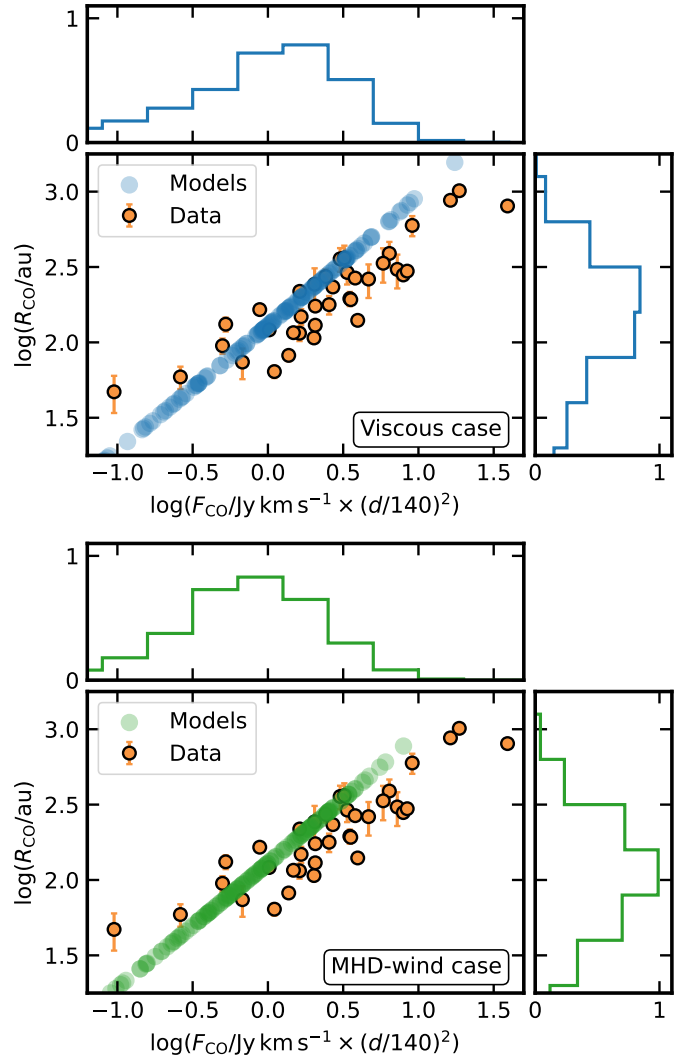 1
0
3.0
2.5
2.0
1.5
log(R_CO/au)
Models
Data
Viscous case
−1.0 −0.5 0.0 0.5 1.0 1.5
log(F_CO/Jy km s⁻¹ × (d/140)²)
0 1
1
0
3.0
2.5
2.0
1.5
log(R_CO/au)
Models
Data
MHD-wind case
−1.0 −0.5 0.0 0.5 1.0 1.5
log(F_CO/Jy km s⁻¹ × (d/140)²)
0 1